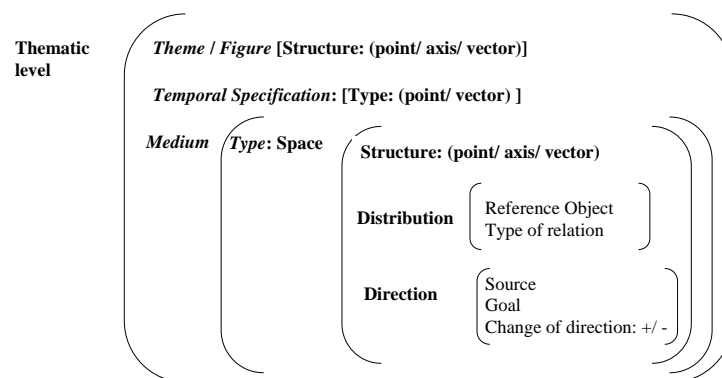 Thematic level
Theme / Figure [Structure: (point/ axis/ vector)]
Temporal Specification: [Type: (point/ vector) ]
Medium Type: Space Structure: (point/ axis/ vector)
Distribution Reference Object
Type of relation
Direction Source
Goal
Change of direction: +/ -